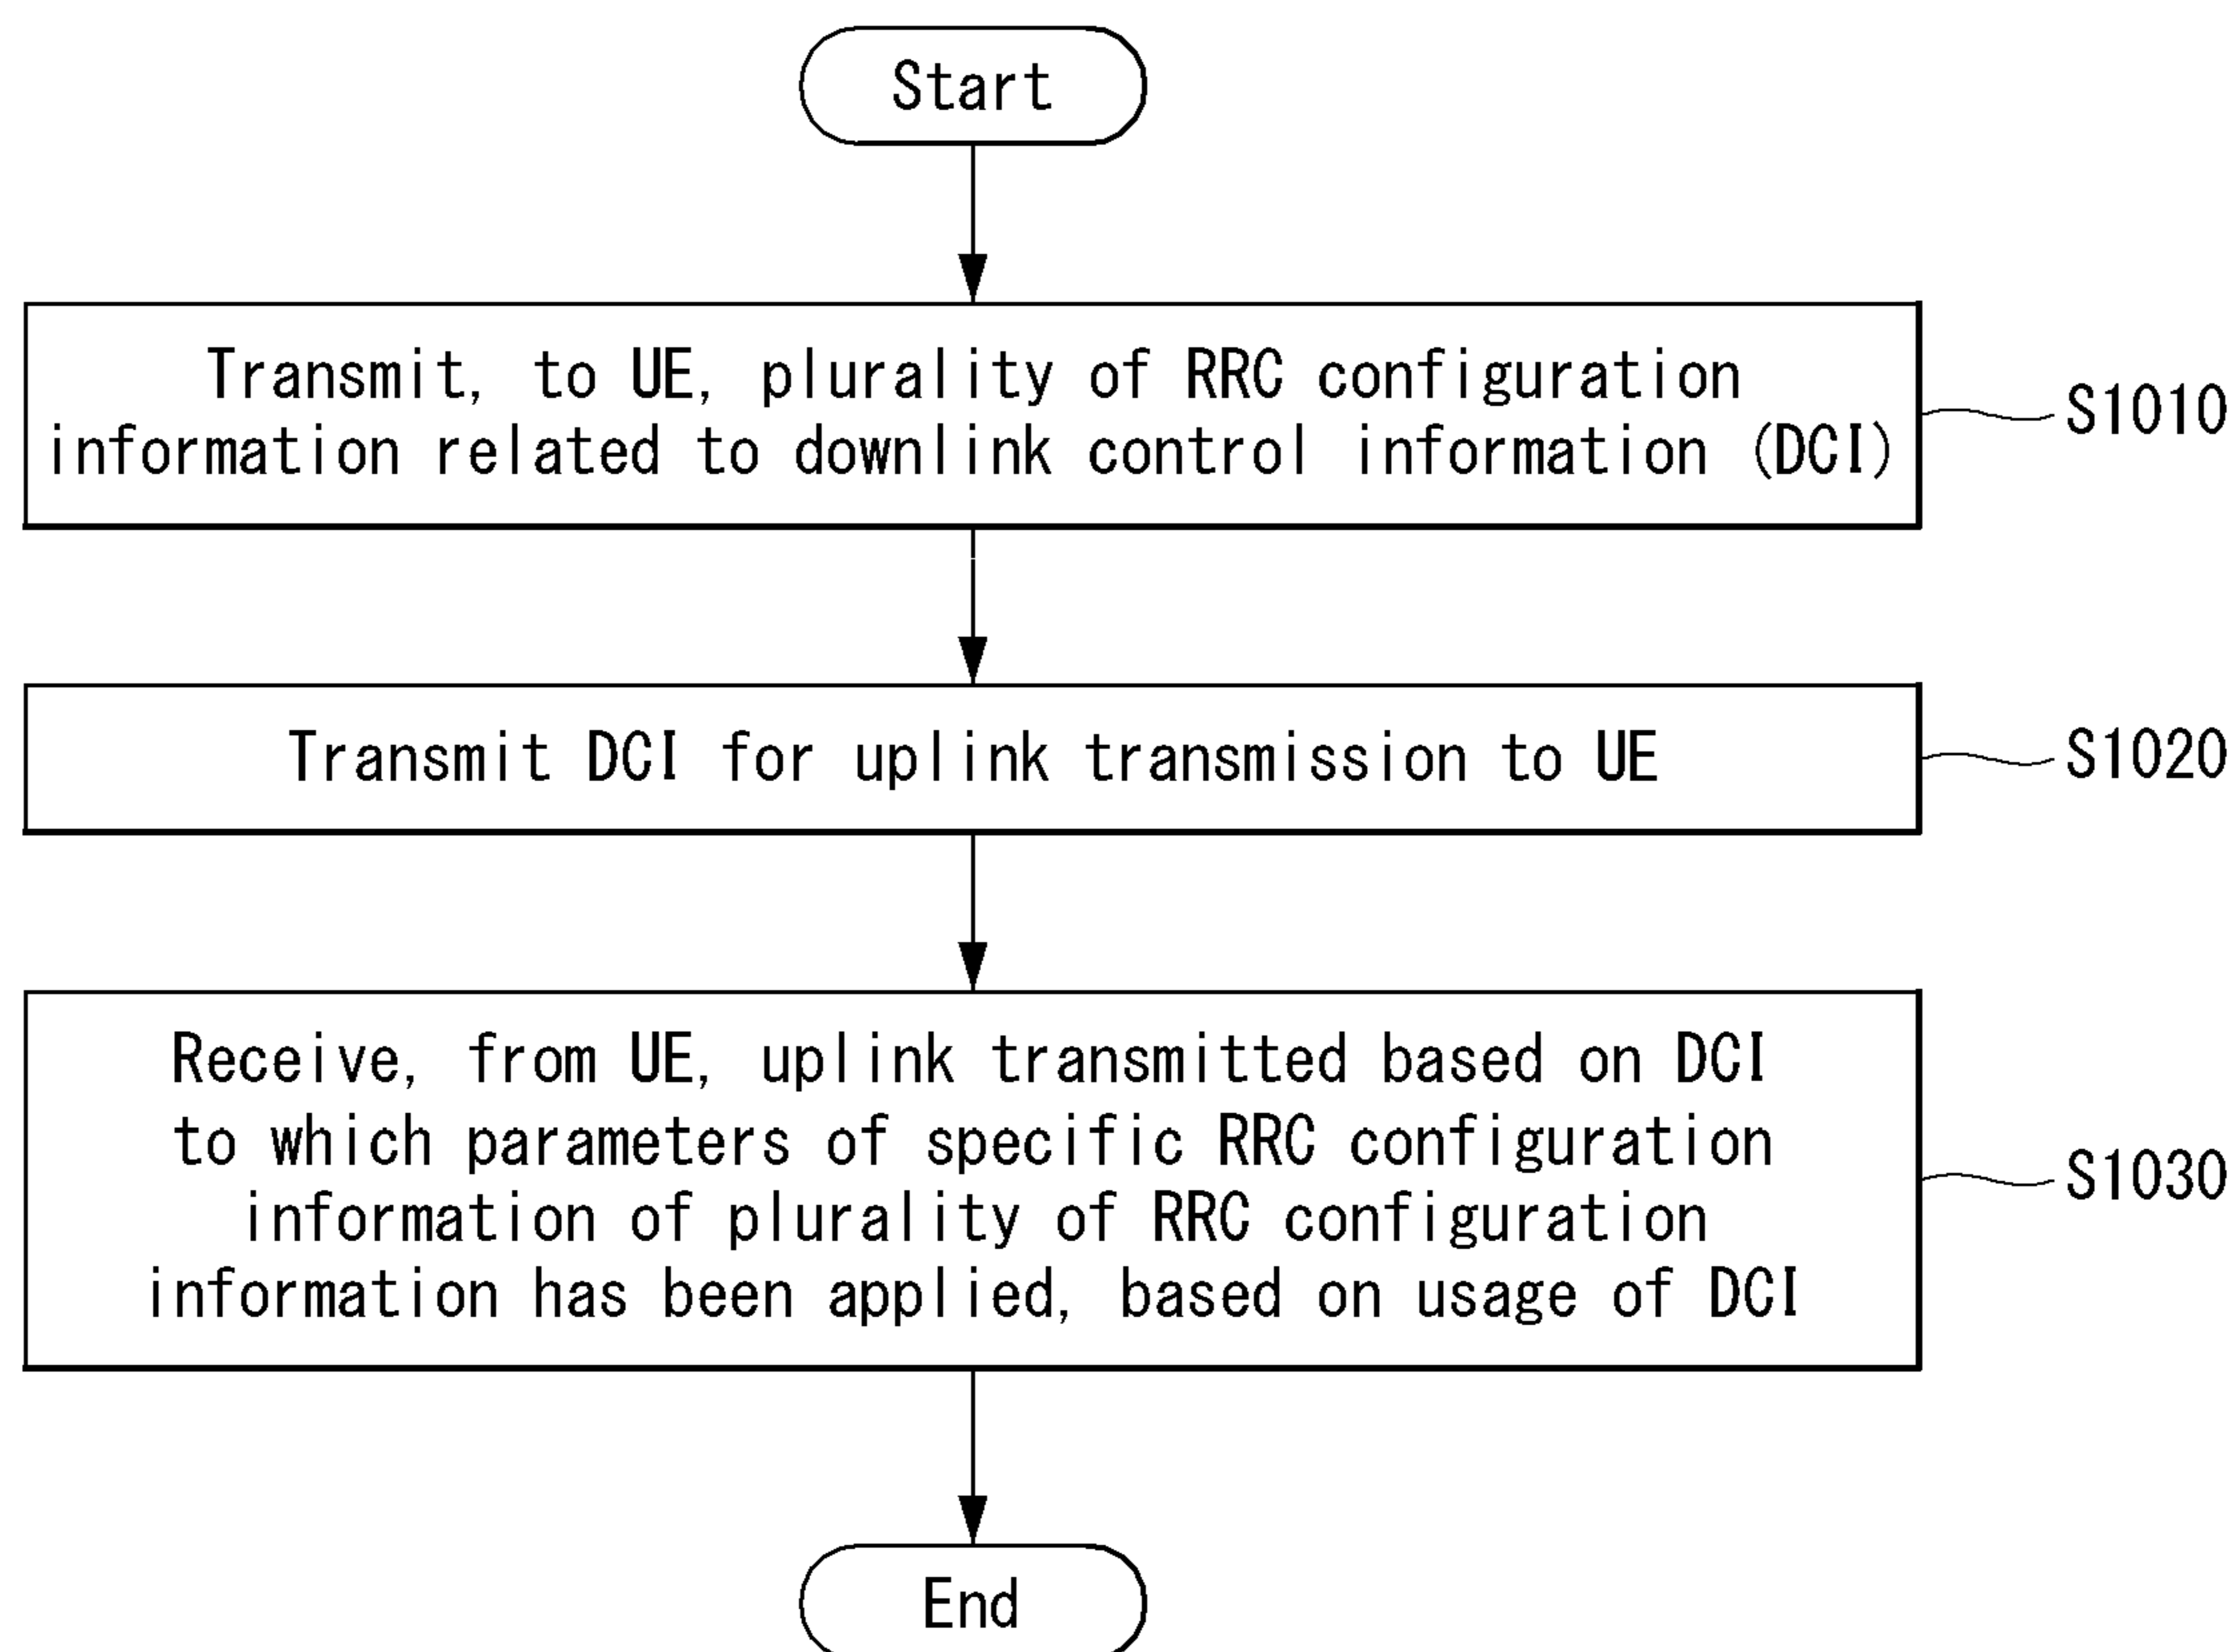 Start
Transmit, to UE, plurality of RRC configuration
information related to downlink control information (DCI)
S1010
Transmit DCI for uplink transmission to UE
S1020
Receive, from UE, uplink transmitted based on DCI
to which parameters of specific RRC configuration
information of plurality of RRC configuration
information has been applied, based on usage of DCI
S1030
End